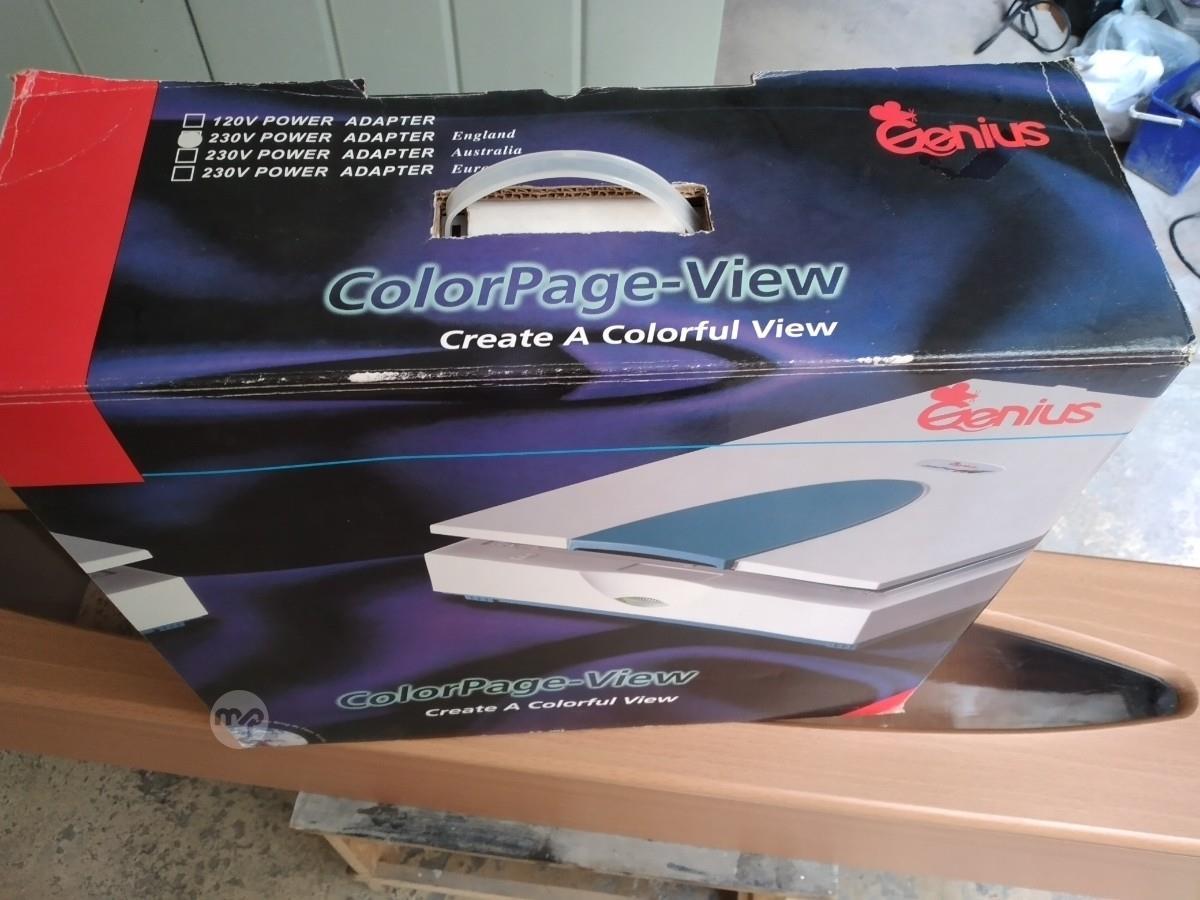 120V POWER ADAPTER
230V POWER ADAPTER England
230V POWER ADAPTER Australia
230V POWER ADAPTER
Genius
ColorPage-View
Create A Colorful View
Genius
ColorPage-View
Create A Colorful View